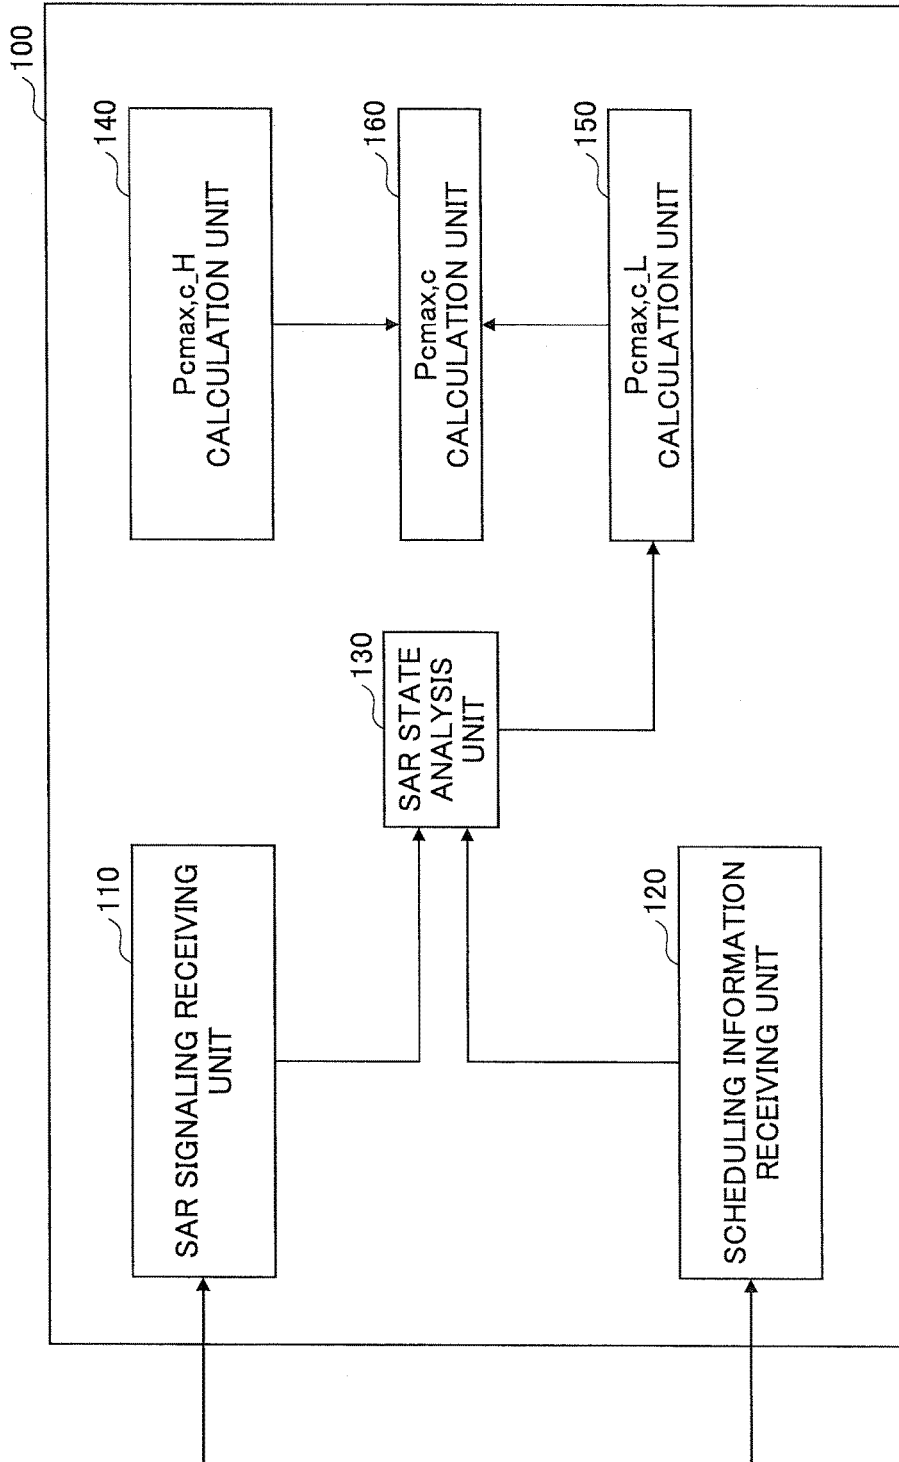 100
110
SAR SIGNALING RECEIVING
UNIT
120
SCHEDULING INFORMATION
RECEIVING UNIT
130
SAR STATE
ANALYSIS
UNIT
140
Pcmax,c_H
CALCULATION UNIT
160
Pcmax,c
CALCULATION UNIT
150
Pcmax,c_L
CALCULATION UNIT